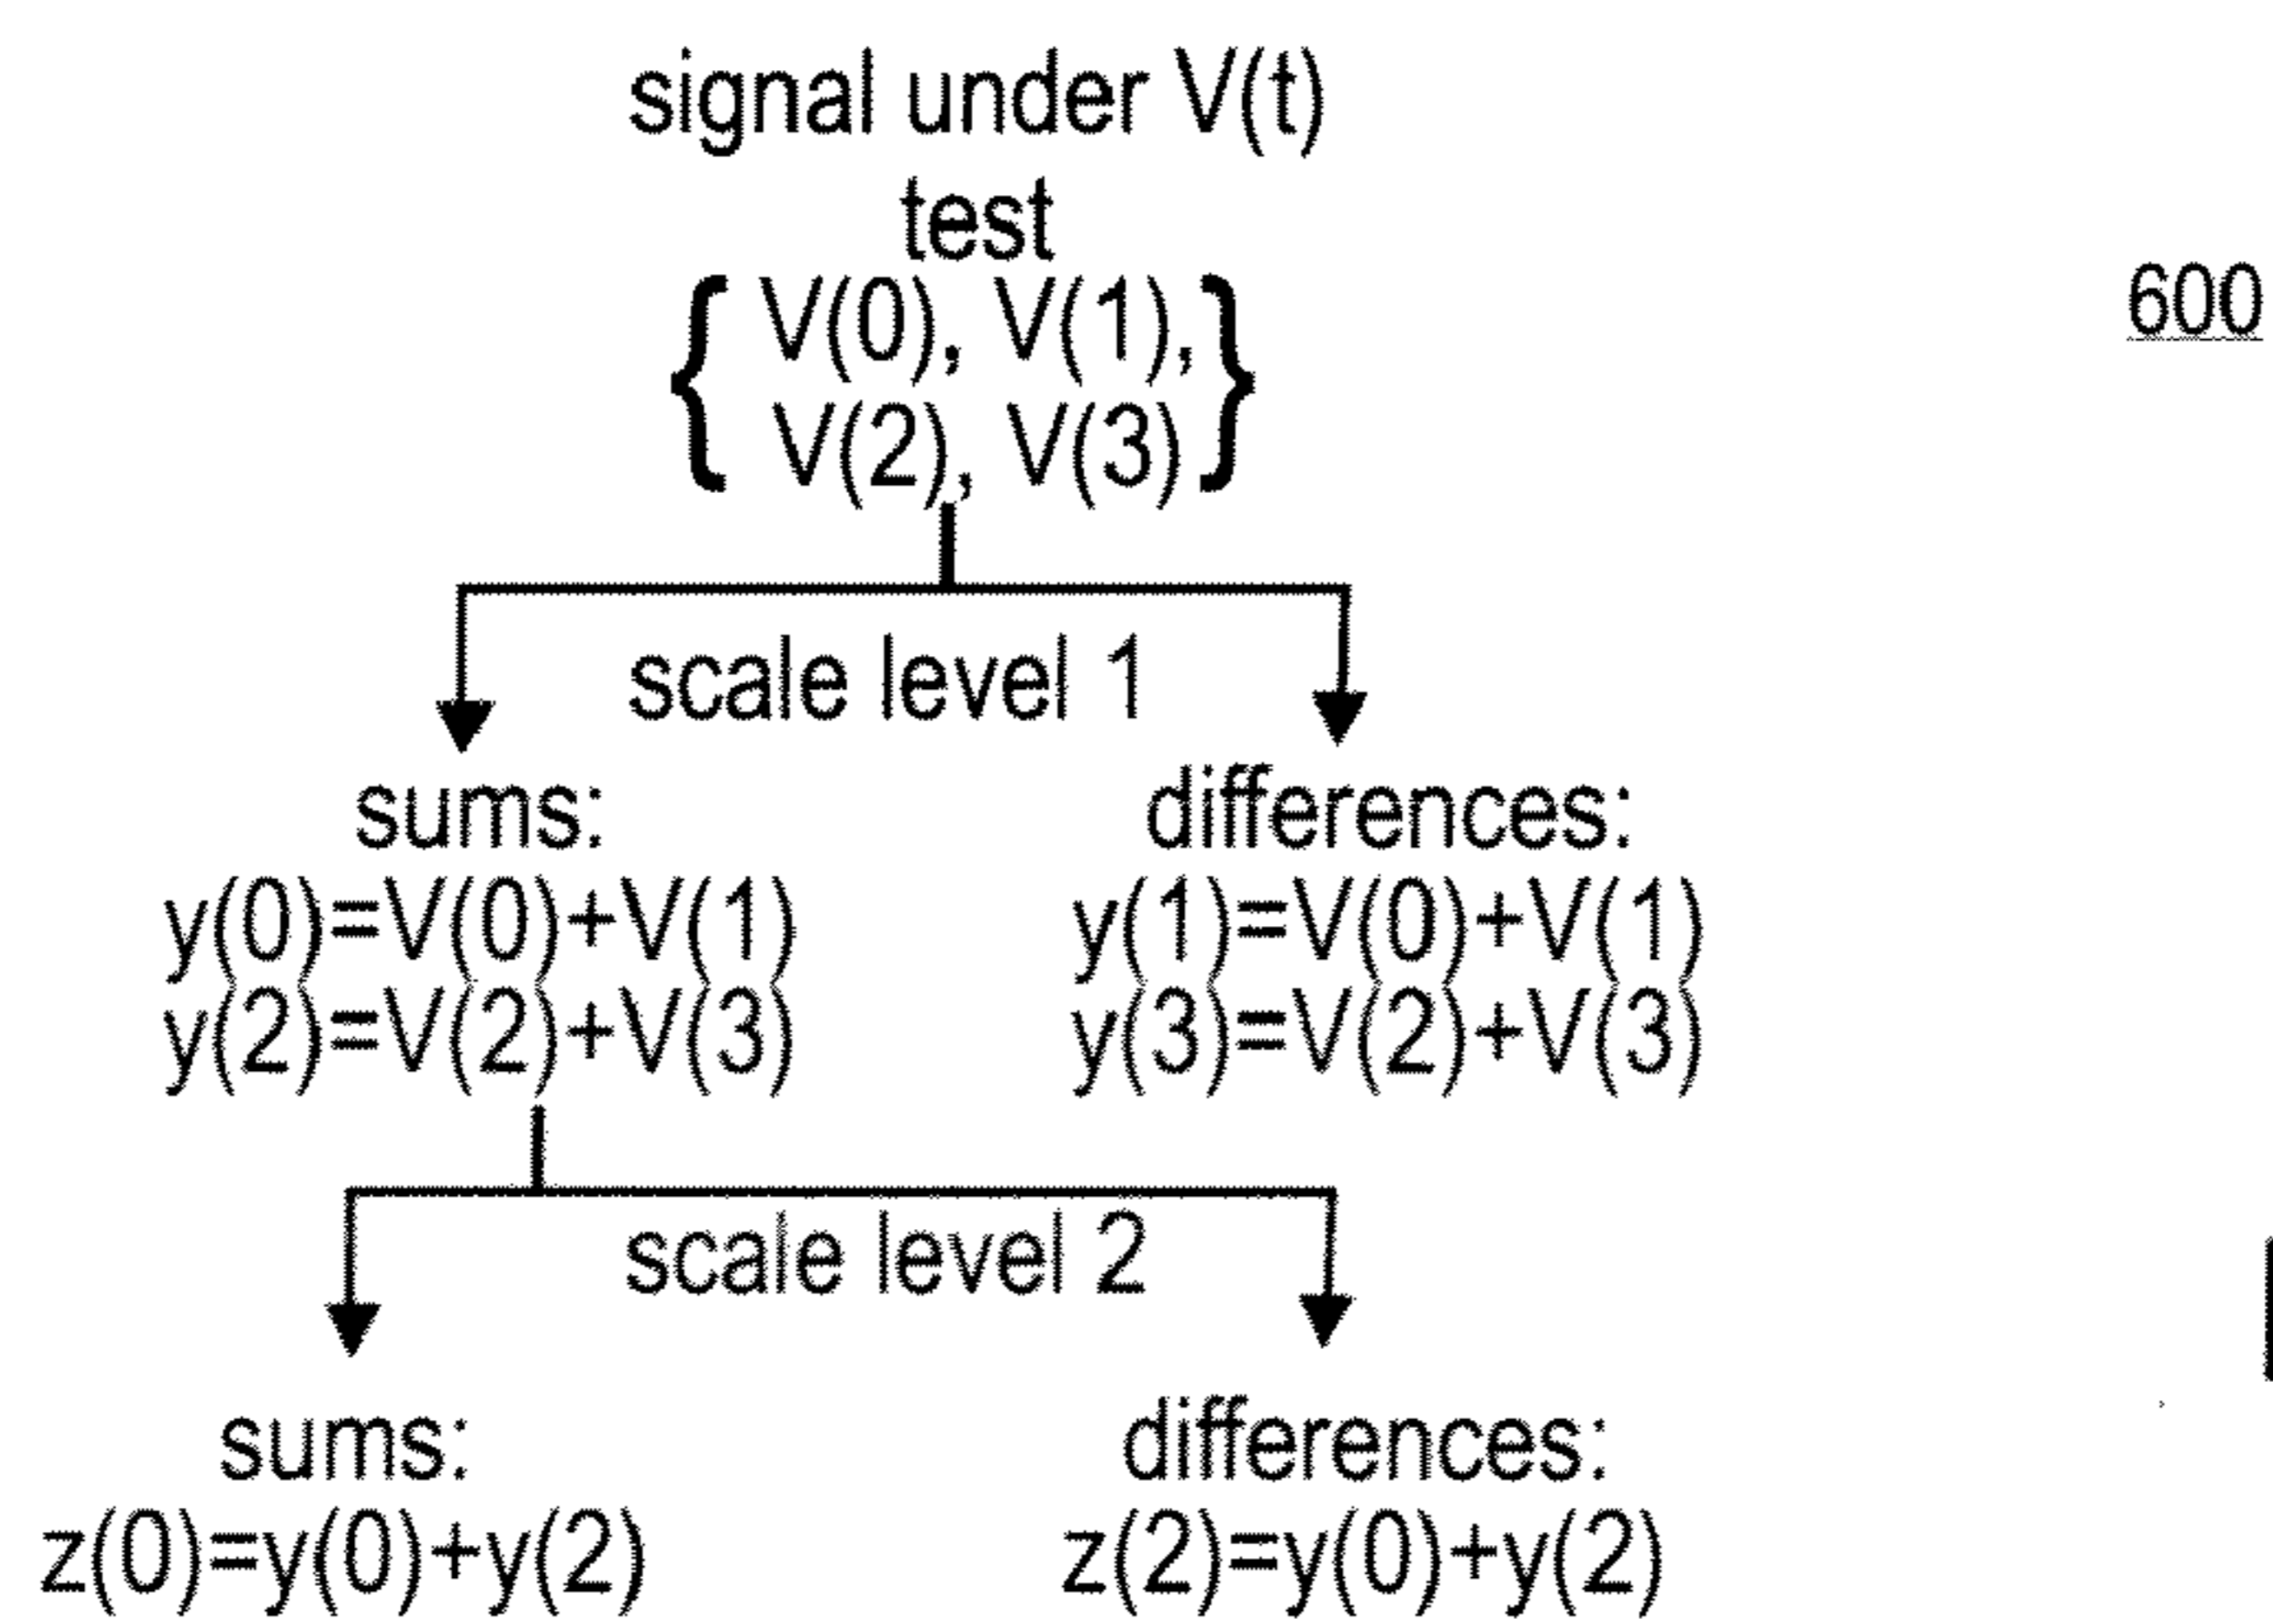 signal under V(t)
test
{ V(0), V(1),
V(2), V(3) }
600
scale level 1
sums:
y(0)=V(0)+V(1)
y(2)=V(2)+V(3)
differences:
y(1)=V(0)+V(1)
y(3)=V(2)+V(3)
scale level 2
sums:
z(0)=y(0)+y(2)
differences:
z(2)=y(0)+y(2)